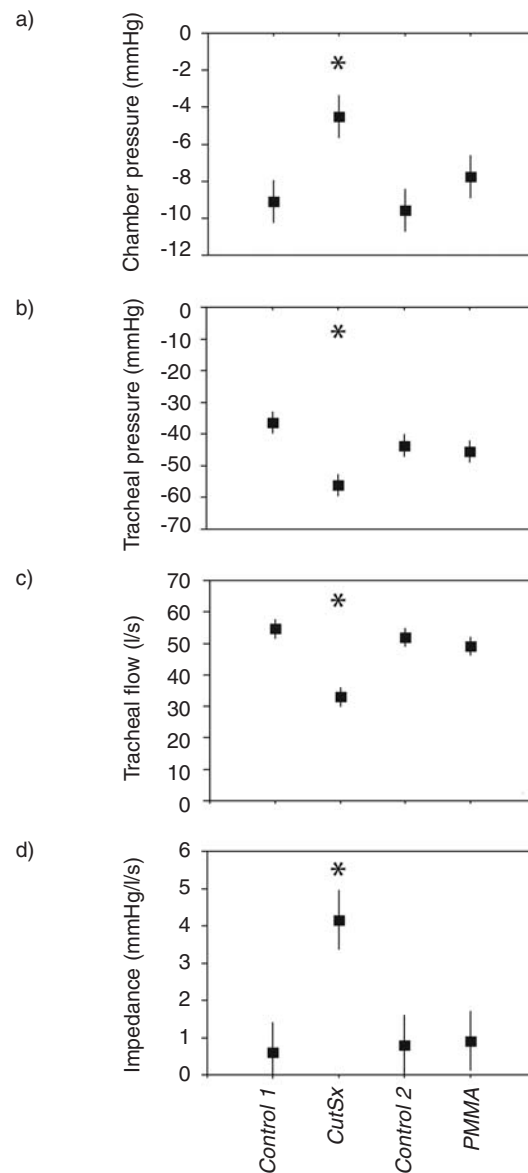 a)
Chamber pressure (mmHg)
0
-2
-4
-6
-8
-10
-12
*
b)
Tracheal pressure (mmHg)
0
-10
-20
-30
-40
-50
-60
-70
*
c)
Tracheal flow (l/s)
70
60
50
40
30
20
10
0
*
d)
Impedance (mmHg/l/s)
6
5
4
3
2
1
0
*
Control 1
CutSx
Control 2
PMMA